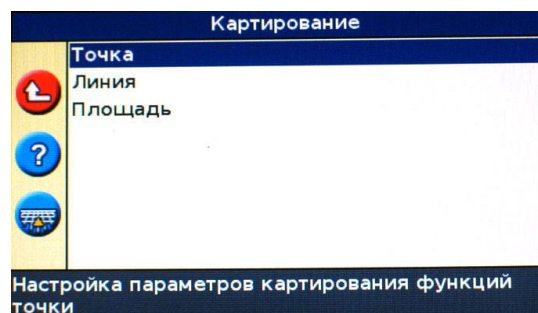 Картирование
Точка
Линия
Площадь
?
Настройка параметров картирования функций
точки